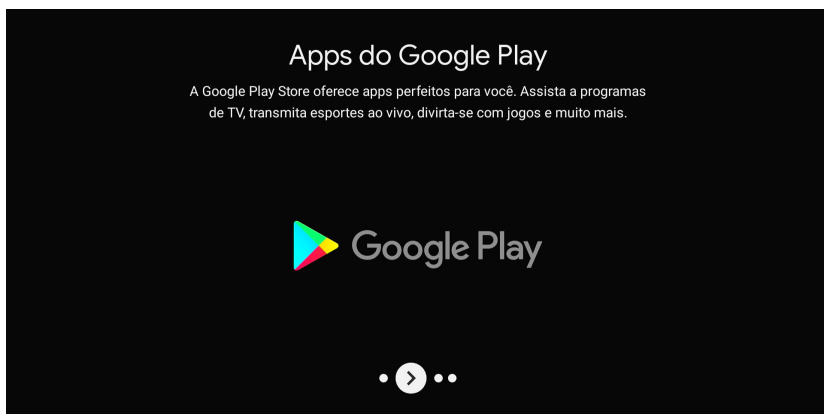 Apps do Google Play
A Google Play Store oferece apps perfeitos para você. Assista a programas
de TV, transmita esportes ao vivo, divirta-se com jogos e muito mais.
Google Play